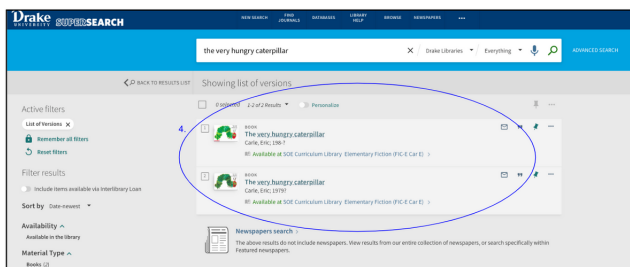 Drake SUPERSEARCH
UNIVERSITY
NEW SEARCH FIND JOURNALS DATABASES LIBRARY HELP BROWSE NEWSPAPERS •••
the very hungry caterpillar X / Drake Libraries / Everything ADVANCED SEARCH
BACK TO RESULTS LIST Showing list of versions
Active filters
0 selected 1-2 of 2 Results Personalize
List of Versions X
4.
1 BOOK
The very hungry caterpillar
Carle, Eric; 198-?
Available at SOE Curriculum Library Elementary Fiction (FIC-E Car E) >
Remember all filters
Reset filters
Filter results
Include items available via Interlibrary Loan
Sort by Date-newest
2 BOOK
The very hungry caterpillar
Carle, Eric; 1979?
Available at SOE Curriculum Library Elementary Fiction (FIC-E Car E) >
Availability
Available in the library
Material Type
Books
Newspapers search >
The above results do not include newspapers. View results from our entire collection of newspapers, or search specifically within
Featured newspapers.